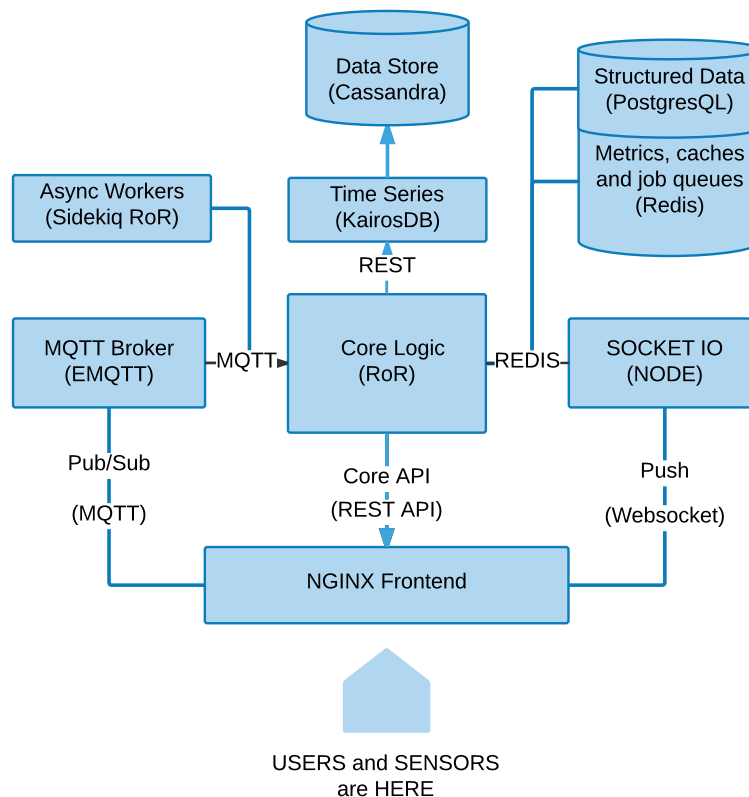 Data Store
(Cassandra)
Structured Data
(PostgresQL)
Metrics, caches
and job queues
(Redis)
Async Workers
(Sidekiq RoR)
Time Series
(KairosDB)
REST
MQTT Broker
(EMQTT)
MQTT
Core Logic
(RoR)
REDIS
SOCKET IO
(NODE)
Pub/Sub
(MQTT)
Core API
(REST API)
Push
(Websocket)
NGINX Frontend
USERS and SENSORS
are HERE